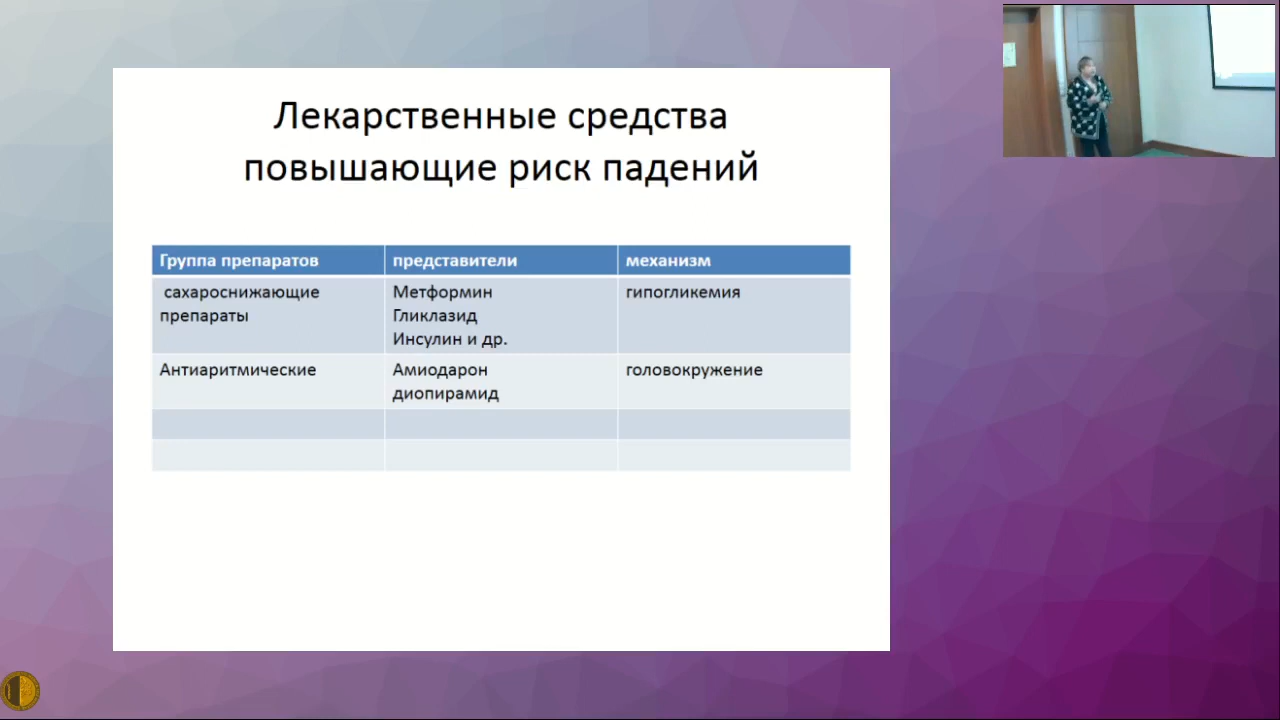 Лекарственные средства
повышающие риск падений
Группа препаратов
представители
механизм
сахароснижающие
препараты
Метформин
Гликлазид
Инсулин и др.
гипогликемия
Антиаритмические
Амиодарон
диопирамид
головокружение